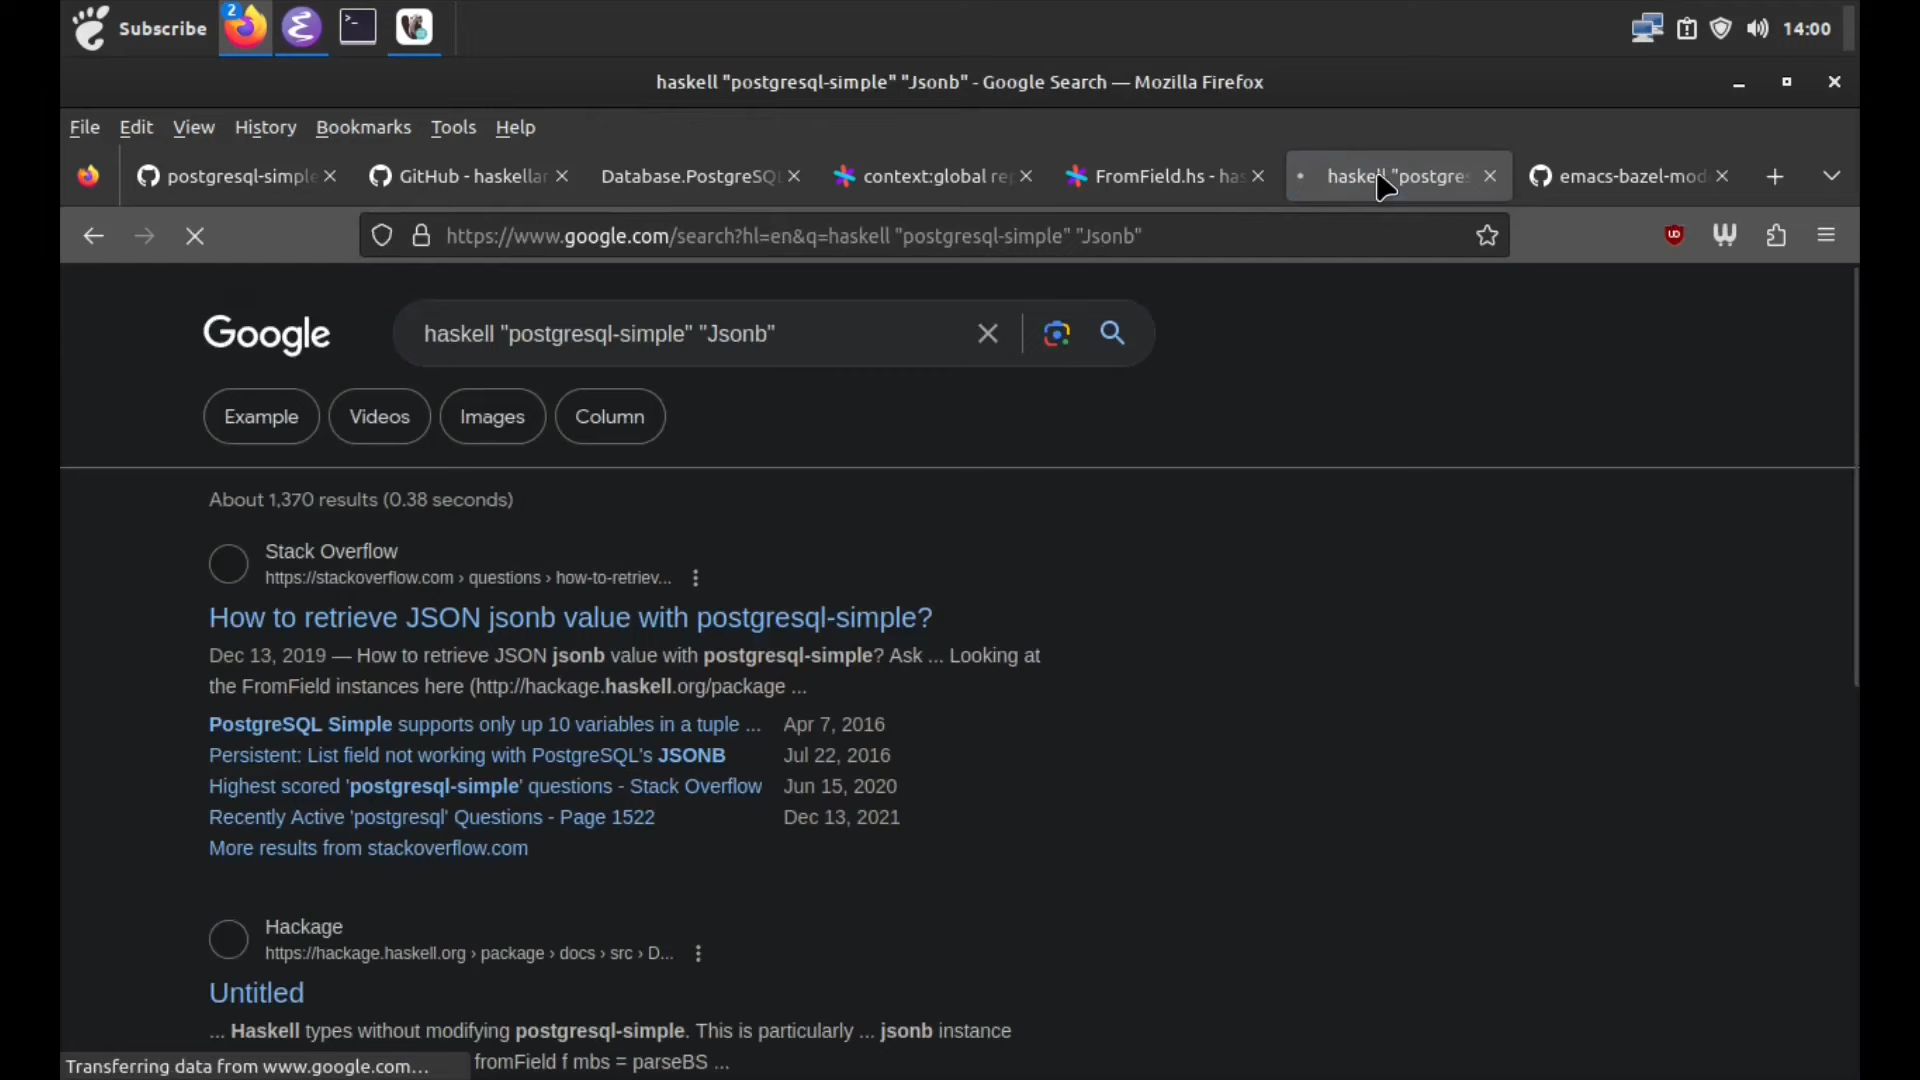 Subscribe
2
14:00
haskell "postgresql-simple" "Jsonb" - Google Search — Mozilla Firefox
File Edit View History Bookmarks Tools Help
postgresql-simple
GitHub - haskellar
Database.PostgreSQL
context:global re
FromField.hs - has
haskell "postgres
emacs-bazel-mod
https://www.google.com/search?hl=en&q=haskell "postgresql-simple" "Jsonb"
Google
haskell "postgresql-simple" "Jsonb"
Example
Videos
Images
Column
About 1,370 results (0.38 seconds)
Stack Overflow
https://stackoverflow.com › questions › how-to-retriev...
How to retrieve JSON jsonb value with postgresql-simple?
Dec 13, 2019 — How to retrieve JSON jsonb value with postgresql-simple? Ask ... Looking at
the FromField instances here (http://hackage.haskell.org/package ...
PostgreSQL Simple supports only up 10 variables in a tuple ... Apr 7, 2016
Persistent: List field not working with PostgreSQL's JSONB Jul 22, 2016
Highest scored 'postgresql-simple' questions - Stack Overflow Jun 15, 2020
Recently Active 'postgresql' Questions - Page 1522 Dec 13, 2021
More results from stackoverflow.com
Hackage
https://hackage.haskell.org › package › docs › src › D...
Untitled
... Haskell types without modifying postgresql-simple. This is particularly ... jsonb instance
fromField f mbs = parseBS ...
Transferring data from www.google.com...